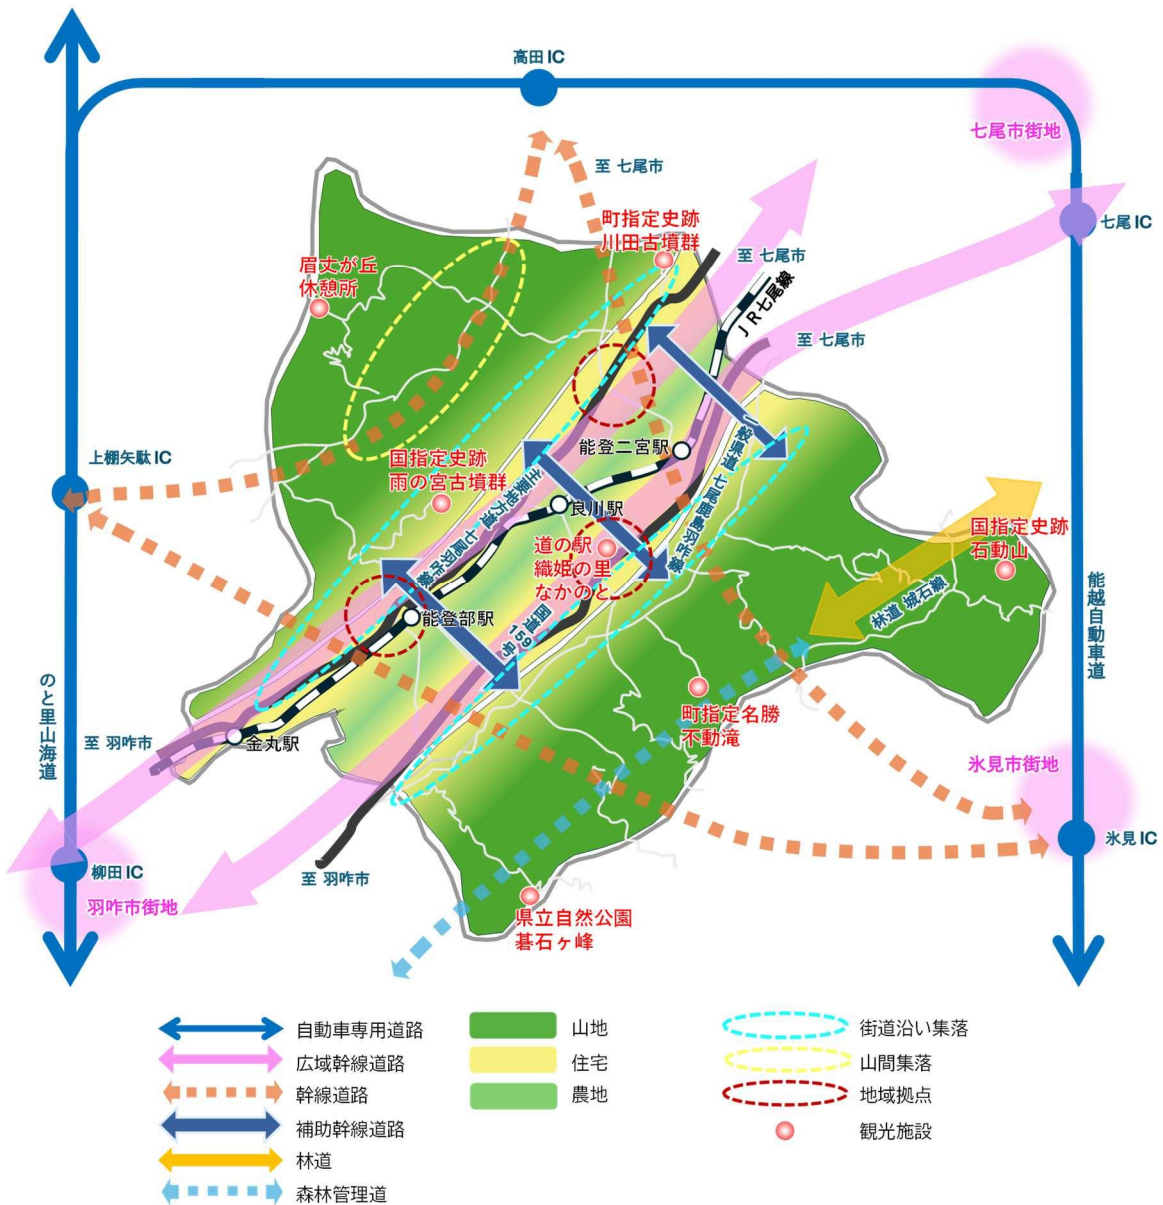 高田IC
七尾市街地
至 七尾市
町指定史跡
川田古墳群
七尾IC
至 七尾市
眉丈が丘
休憩所
JR七尾線
至 七尾市
上棚矢駄IC
国指定史跡
雨の宮古墳群
能登二宮駅
一般県道 七尾鹿島羽咋線
主要地方道 七尾羽咋線
良川駅
国指定史跡
石動山
道の駅
織姫の里
なかのと
能越自動車道
林道 城石線
能登部駅
国道
159
号
のと里山海道
町指定名勝
不動滝
至 羽咋市
金丸駅
氷見市街地
氷見IC
柳田IC
至 羽咋市
羽咋市街地
県立自然公園
碁石ヶ峰
自動車専用道路
広域幹線道路
幹線道路
補助幹線道路
林道
森林管理道
山地
住宅
農地
街道沿い集落
山間集落
地域拠点
観光施設